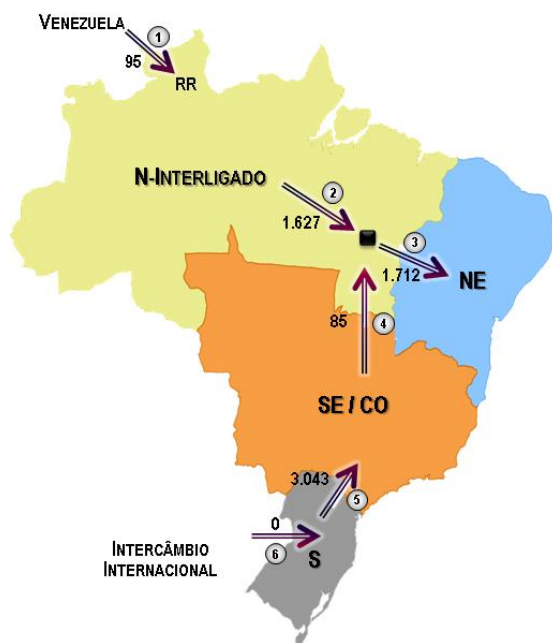 VENEZUELA
1
95
RR
N-INTERLIGADO
2
1.627
3
1.712
NE
85
4
SE / CO
3.043
5
0
6
S
INTERCÂMBIO
INTERNACIONAL